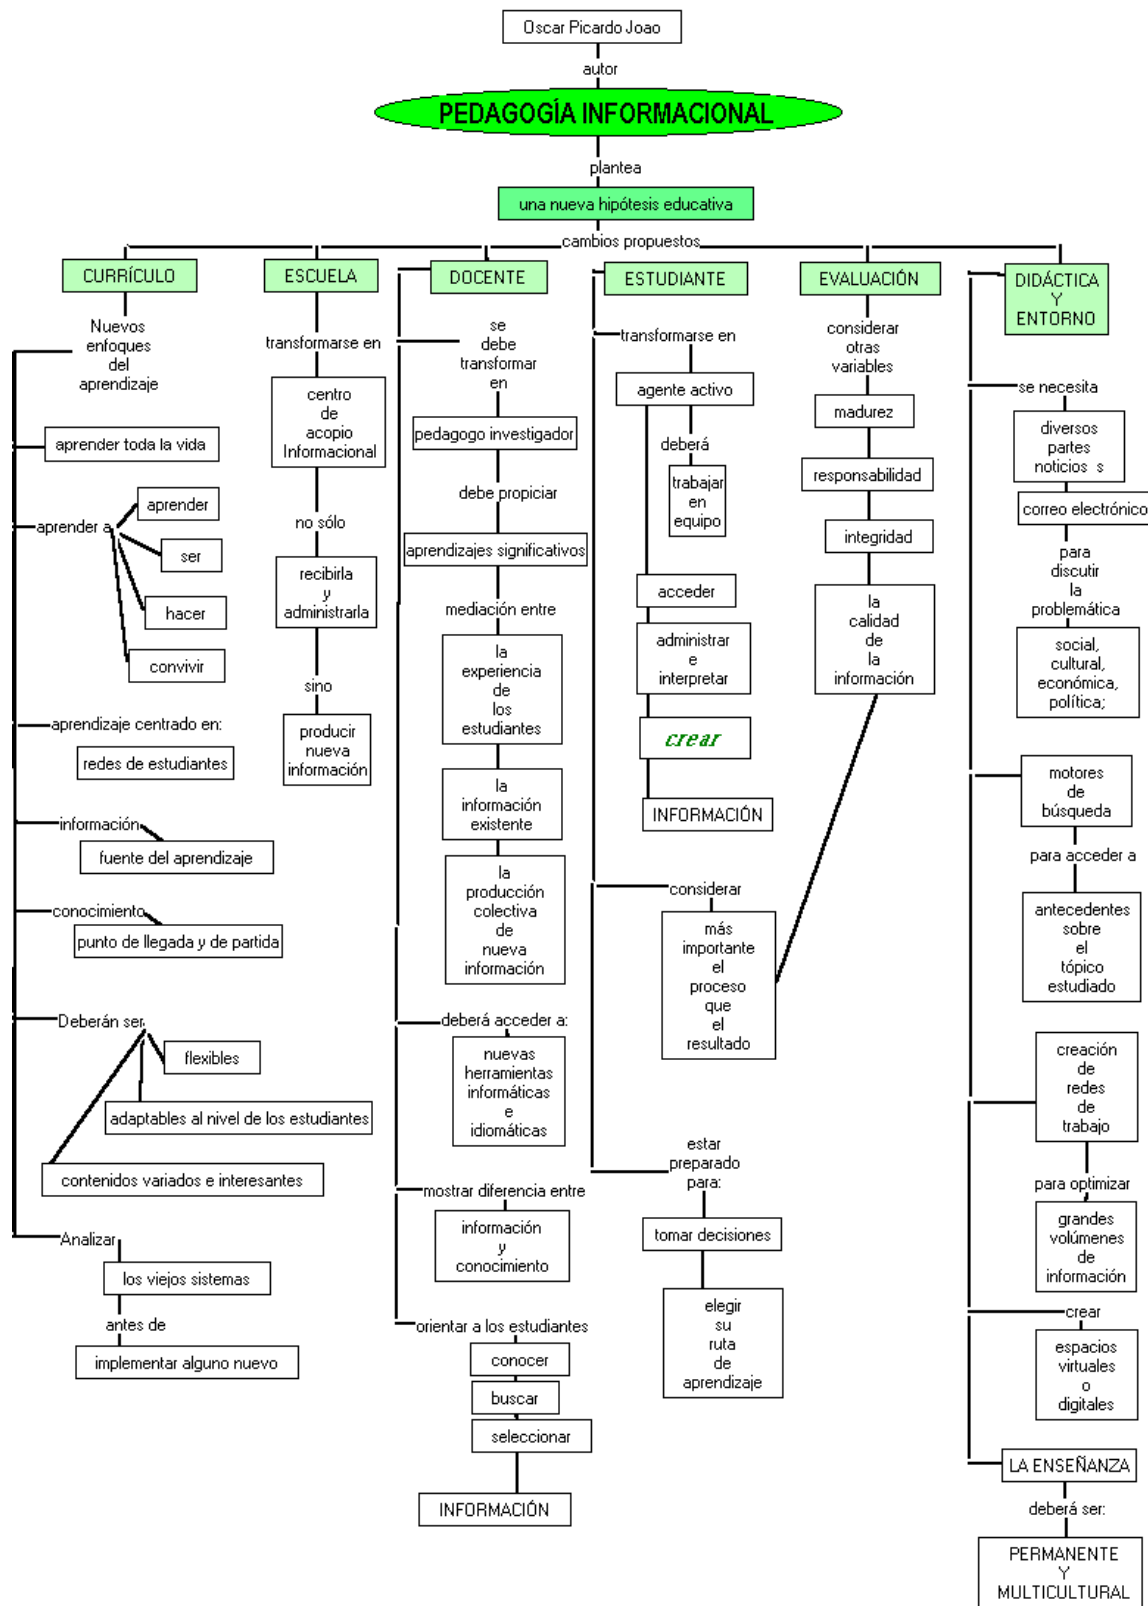 Oscar Picardo Joao
autor
PEDAGOGÍA INFORMACIONAL
plantea
una nueva hipótesis educativa
cambios propuestos
CURRÍCULO
Nuevos
enfoques
del
aprendizaje
aprender toda la vida
aprender a
aprender
ser
hacer
convivir
aprendizaje centrado en:
redes de estudiantes
información
fuente del aprendizaje
conocimiento
punto de llegada y de partida
Deberán ser
flexibles
adaptables al nivel de los estudiantes
contenidos variados e interesantes
Analizar
los viejos sistemas
antes de
implementar alguno nuevo
ESCUELA
transformarse en
centro
de
acopio
Informacional
no sólo
recibirla
y
administrarla
sino
producir
nueva
información
DOCENTE
se
debe
transformar
en
pedagogo investigador
debe propiciar
aprendizajes significativos
mediación entre
la
experiencia
de
los
estudiantes
la
información
existente
la
producción
colectiva
de
nueva
información
deberá acceder a:
nuevas
herramientas
informáticas
e
idiomáticas
mostrar diferencia entre
información
y
conocimiento
orientar a los estudiantes
conocer
buscar
seleccionar
INFORMACIÓN
ESTUDIANTE
transformarse en
agente activo
deberá
trabajar
en
equipo
acceder
administrar
e
interpretar
crear
INFORMACIÓN
considerar
más
importante
el
proceso
que
el
resultado
estar
preparado
para:
tomar decisiones
elegir
su
ruta
de
aprendizaje
EVALUACIÓN
considerar
otras
variables
madurez
responsabilidad
integridad
la
calidad
de
la
información
DIDÁCTICA
Y
ENTORNO
se necesita
diversos
partes
noticios s
correo electrónico
para
discutir
la
problemática
social,
cultural,
económica,
política;
motores
de
búsqueda
para acceder a
antecedentes
sobre
el
tópico
estudiado
creación
de
redes
de
trabajo
para optimizar
grandes
volúmenes
de
información
crear
espacios
virtuales
o
digitales
LA ENSEÑANZA
deberá ser:
PERMANENTE
Y
MULTICULTURAL